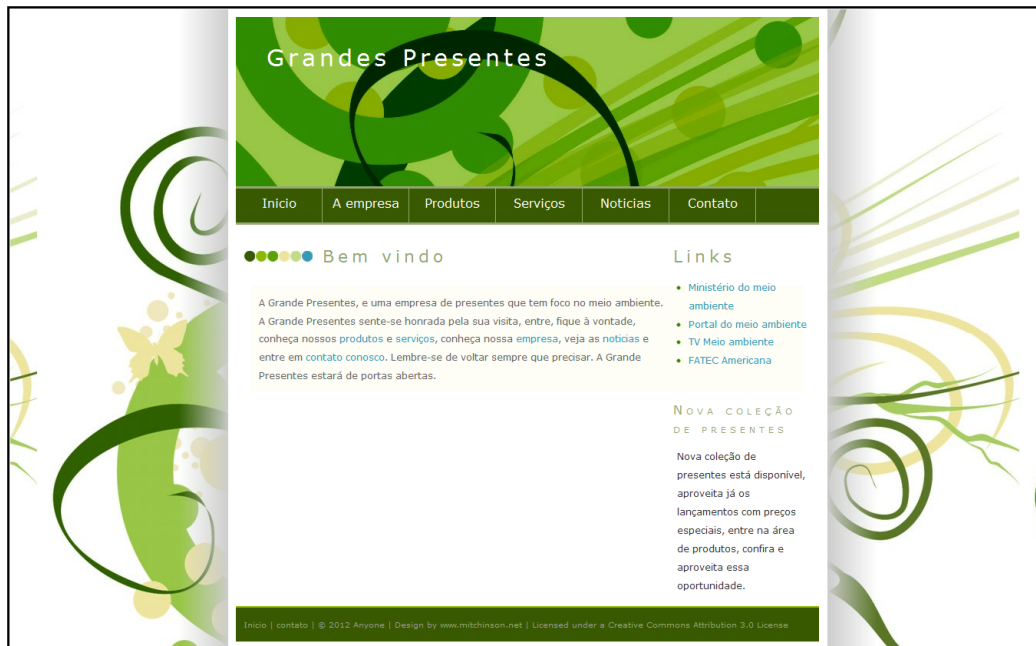 Grandes Presentes
Inicio A empresa Produtos Serviços Noticias Contato
Bem vindo
A Grande Presentes, e uma empresa de presentes que tem foco no meio ambiente.
A Grande Presentes sente-se honrada pela sua visita, entre, fique à vontade,
conheça nossos produtos e serviços, conheça nossa empresa, veja as noticias e
entre em contato conosco. Lembre-se de voltar sempre que precisar. A Grande
Presentes estará de portas abertas.
Links
Ministério do meio
ambiente
Portal do meio ambiente
TV Meio ambiente
FATEC Americana
Nova coleção
de presentes
Nova coleção de
presentes está disponível,
aproveita já os
lançamentos com preços
especiais, entre na área
de produtos, confira e
aproveita essa
oportunidade.
Inicio | contato | © 2012 Anyone | Design by www.mitchinson.net | Licensed under a Creative Commons Attribution 3.0 License